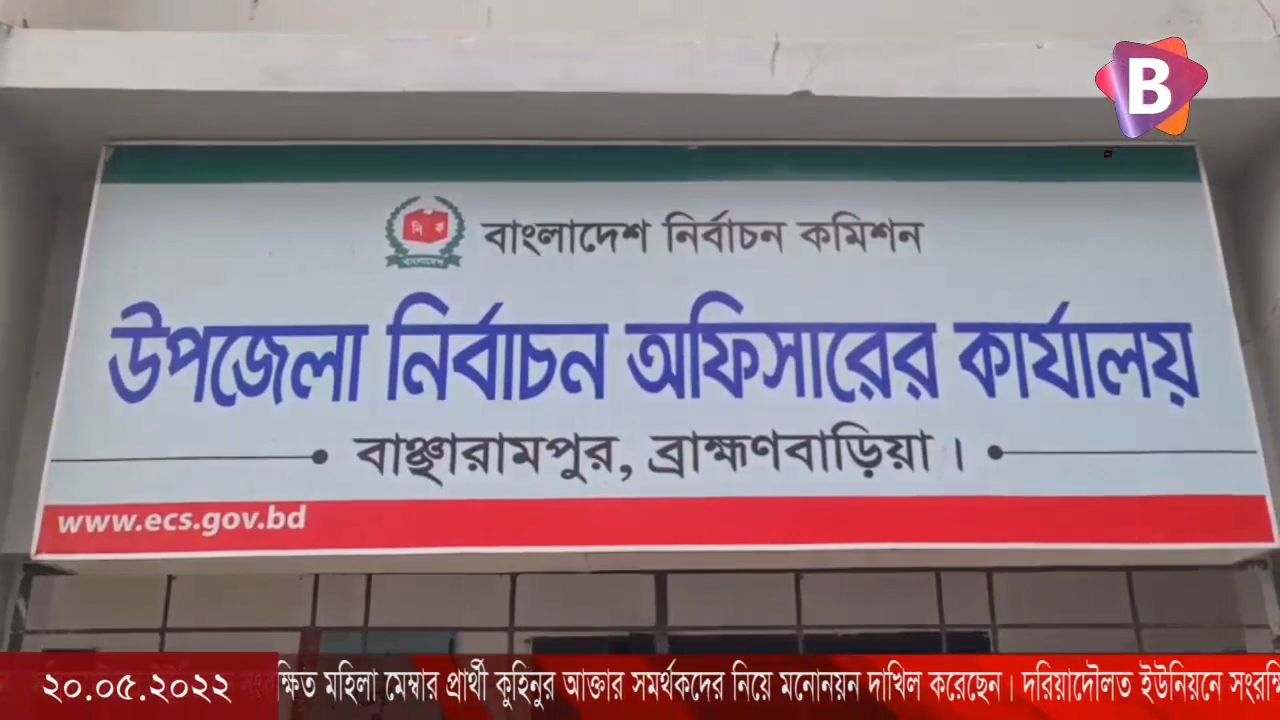 B
বাংলাদেশ নির্বাচন কমিশন
নি ক
বাংলাদেশ
উপজেলা নির্বাচন অফিসারের কার্যালয়
বাঞ্ছারামপুর, ব্রাহ্মণবাড়িয়া।
www.ecs.gov.bd
২০.০৫.২০২২
মহিলা মেম্বার প্রার্থী কুহিনুর আক্তার সমর্থকদের নিয়ে মনোনয়ন দাখিল করেছেন। দরিয়াদৌলত ইউনিয়নে